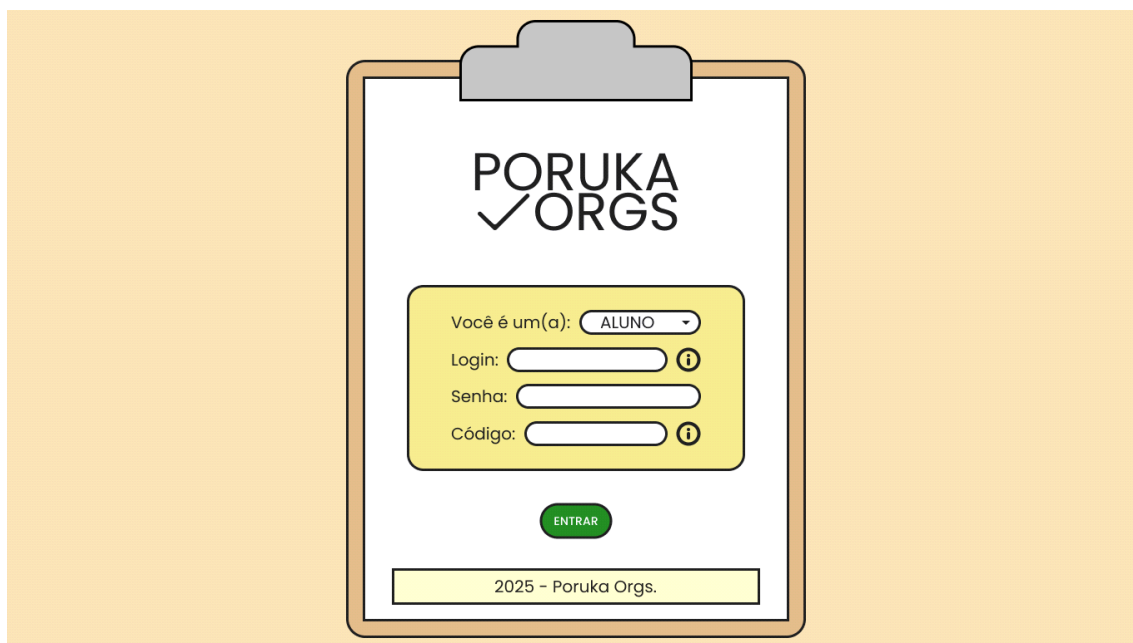 PORUKA
ORGS
Você é um(a): ALUNO
Login:
Senha:
Código:
ENTRAR
2025 - Poruka Orgs.